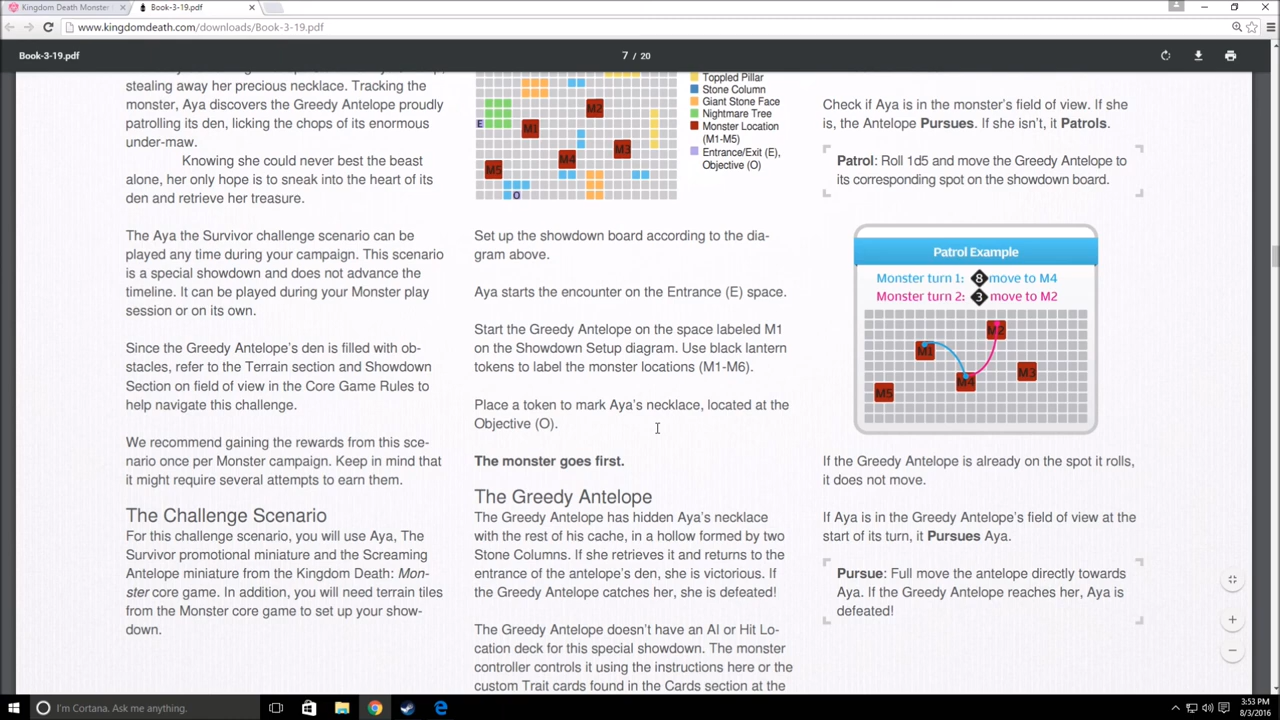 Kingdom Death Monster
Book-3-19.pdf
www.kingdomdeath.com/downloads/Book-3-19.pdf
Book-3-19.pdf
7 / 20
stealing away her precious necklace. Tracking the
monster, Aya discovers the Greedy Antelope proudly
patrolling its den, licking the chops of its enormous
under-maw.
Knowing she could never best the beast
alone, her only hope is to sneak into the heart of its
den and retrieve her treasure.
The Aya the Survivor challenge scenario can be
played any time during your campaign. This scenario
is a special showdown and does not advance the
timeline. It can be played during your Monster play
session or on its own.
Since the Greedy Antelope's den is filled with ob-
stacles, refer to the Terrain section and Showdown
Section on field of view in the Core Game Rules to
help navigate this challenge.
We recommend gaining the rewards from this sce-
nario once per Monster campaign. Keep in mind that
it might require several attempts to earn them.
The Challenge Scenario
For this challenge scenario, you will use Aya, The
Survivor promotional miniature and the Screaming
Antelope miniature from the Kingdom Death: Mon-
ster core game. In addition, you will need terrain tiles
from the Monster core game to set up your show-
down.
M2
E
M1
M3
M4
M5
O
Toppled Pillar
Stone Column
Giant Stone Face
Nightmare Tree
Monster Location
(M1-M5)
Entrance/Exit (E),
Objective (O)
Set up the showdown board according to the dia-
gram above.
Aya starts the encounter on the Entrance (E) space.
Start the Greedy Antelope on the space labeled M1
on the Showdown Setup diagram. Use black lantern
tokens to label the monster locations (M1-M6).
Place a token to mark Aya's necklace, located at the
Objective (O).
The monster goes first.
The Greedy Antelope
The Greedy Antelope has hidden Aya's necklace
with the rest of his cache, in a hollow formed by two
Stone Columns. If she retrieves it and returns to the
entrance of the antelope's den, she is victorious. If
the Greedy Antelope catches her, she is defeated!
The Greedy Antelope doesn't have an AI or Hit Lo-
cation deck for this special showdown. The monster
controller controls it using the instructions here or the
custom Trait cards found in the Cards section at the
Check if Aya is in the monster's field of view. If she
is, the Antelope Pursues. If she isn't, it Patrols.
Patrol: Roll 1d5 and move the Greedy Antelope to
its corresponding spot on the showdown board.
Patrol Example
Monster turn 1: 8 move to M4
Monster turn 2: 3 move to M2
M2
M1
M3
M4
M5
If the Greedy Antelope is already on the spot it rolls,
it does not move.
If Aya is in the Greedy Antelope's field of view at the
start of its turn, it Pursues Aya.
Pursue: Full move the antelope directly towards
Aya. If the Greedy Antelope reaches her, Aya is
defeated!
I'm Cortana. Ask me anything.
3:53 PM
8/3/2016